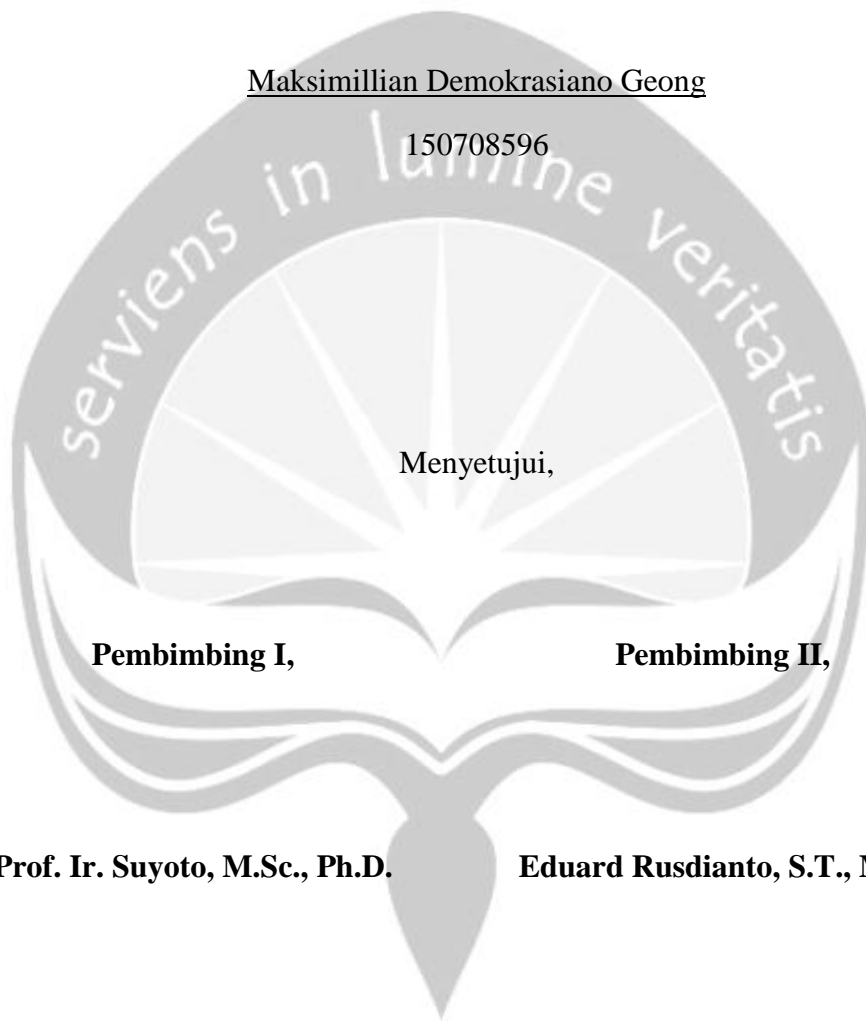 Maksimillian Demokrasiano Geong
150708596
serviens in lumine veritatis
Menyetujui,
Pembimbing I, Pembimbing II,
Prof. Ir. Suyoto, M.Sc., Ph.D. Eduard Rusdianto, S.T.,